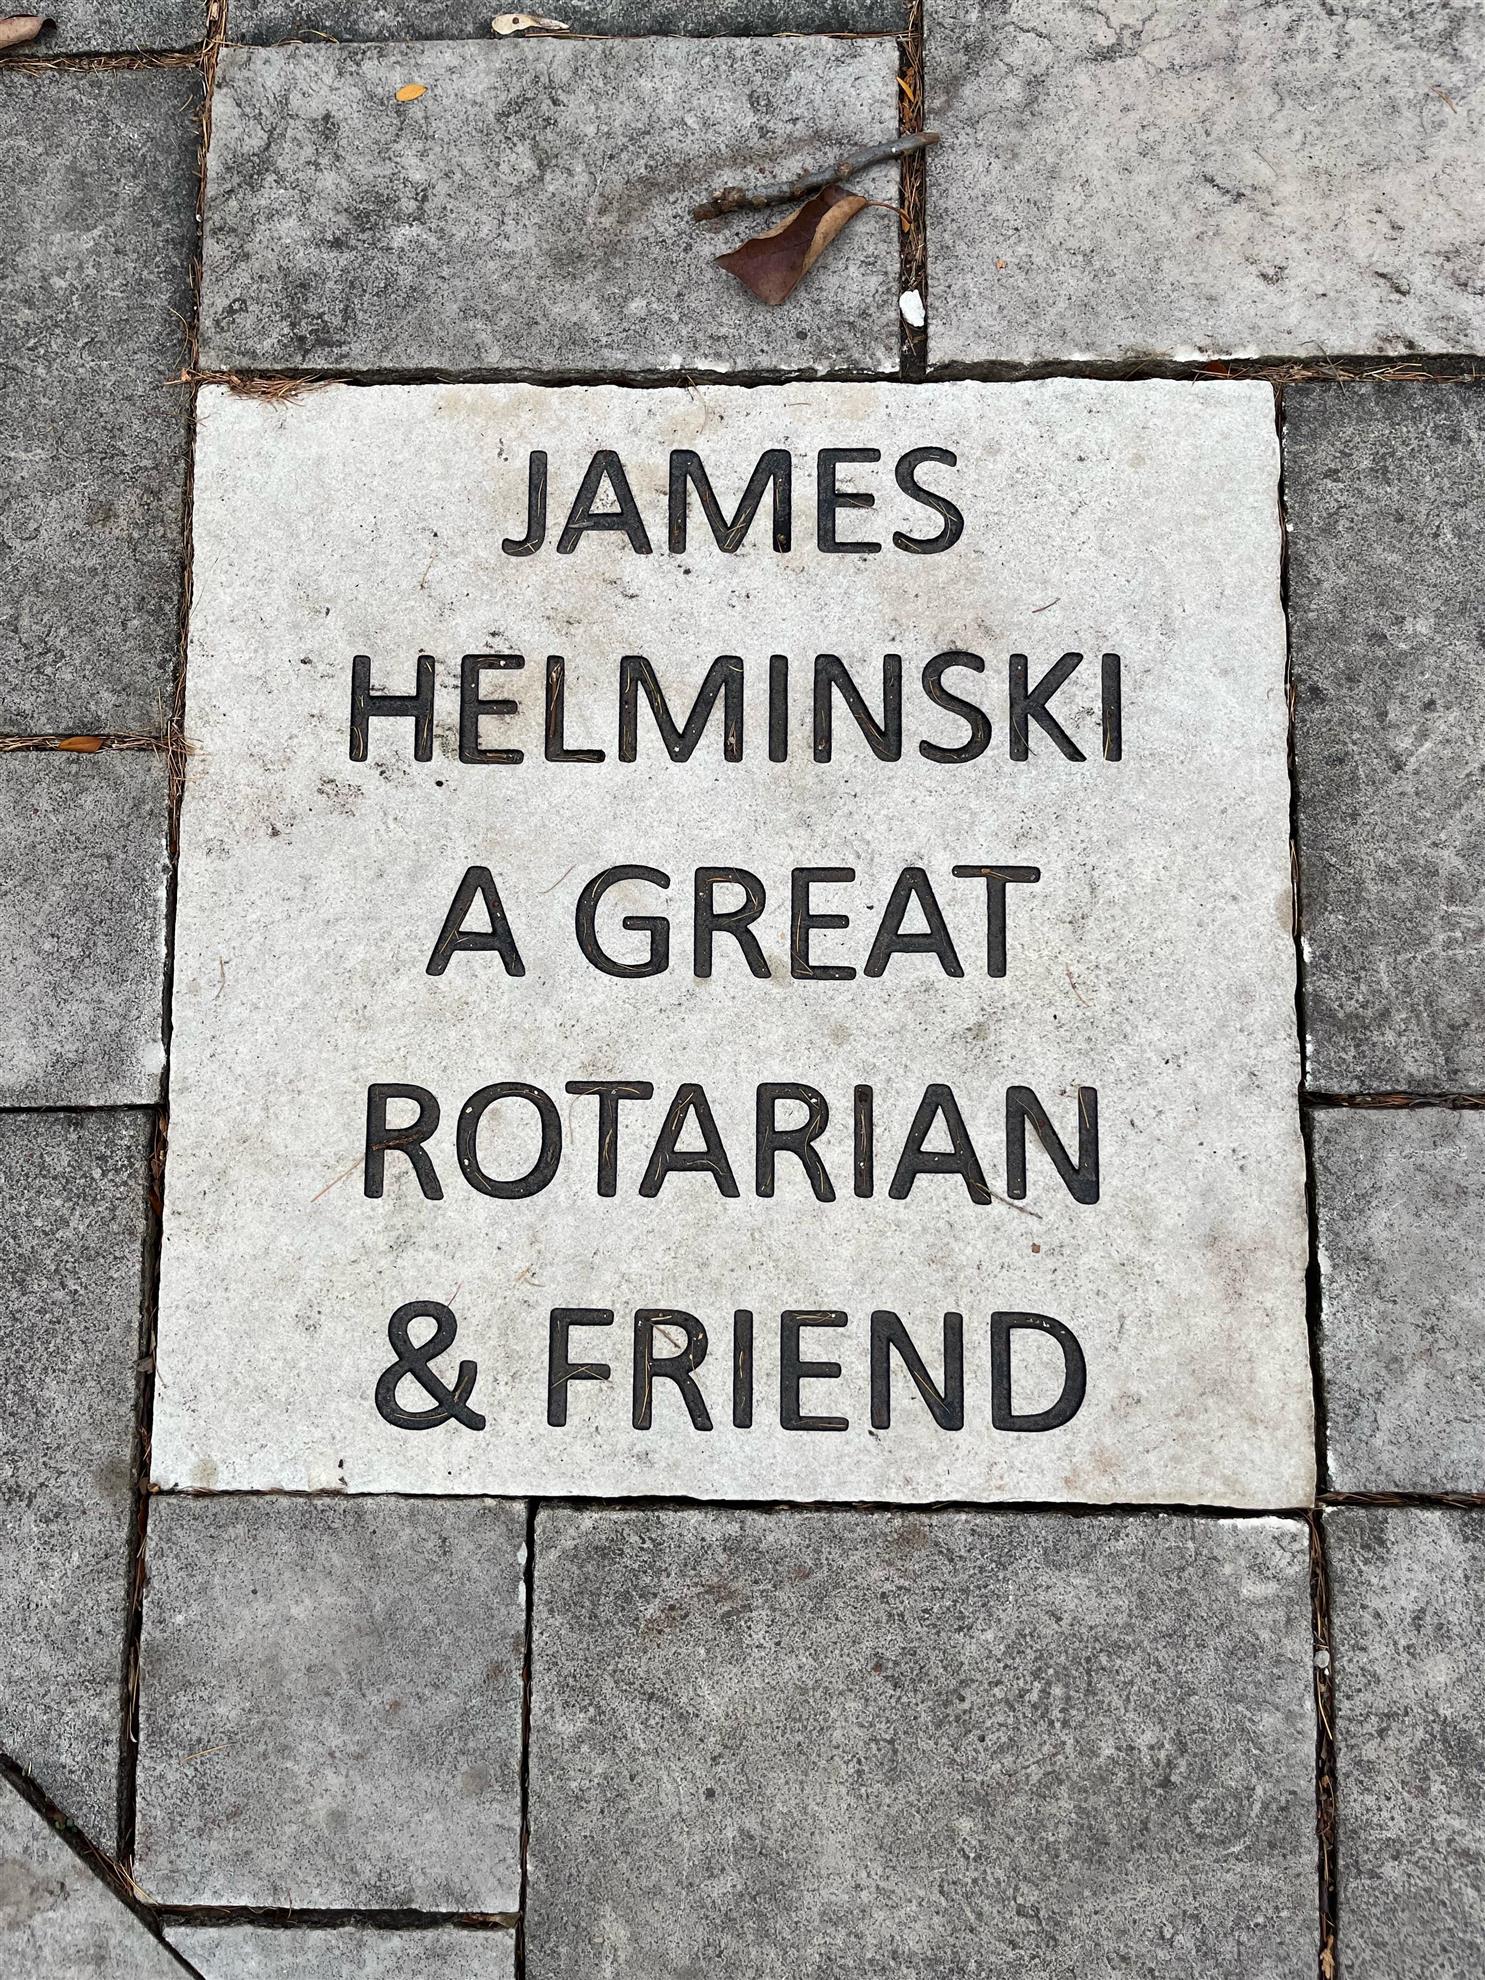 JAMES
HELMINSKI
A GREAT
ROTARIAN
& FRIEND